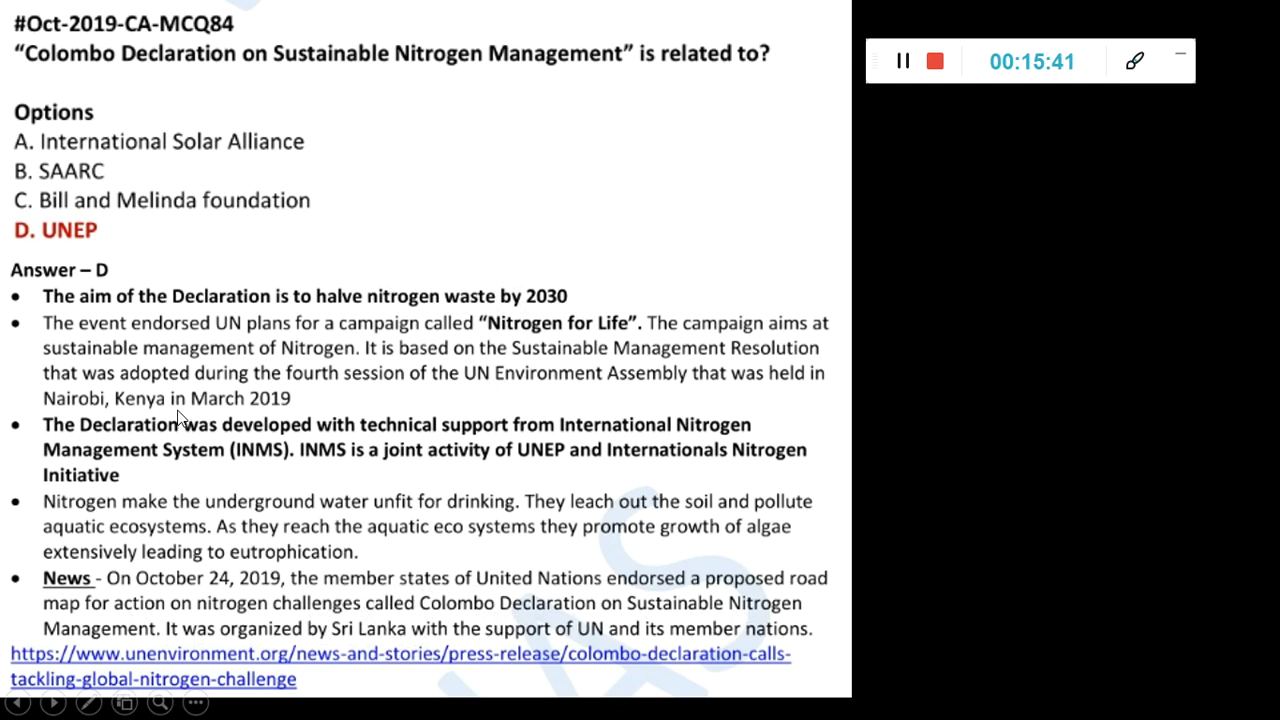 #Oct-2019-CA-MCQ84
“Colombo Declaration on Sustainable Nitrogen Management” is related to?
00:15:41
Options
A. International Solar Alliance
B. SAARC
C. Bill and Melinda foundation
D. UNEP
Answer – D
• The aim of the Declaration is to halve nitrogen waste by 2030
• The event endorsed UN plans for a campaign called “Nitrogen for Life”. The campaign aims at
sustainable management of Nitrogen. It is based on the Sustainable Management Resolution
that was adopted during the fourth session of the UN Environment Assembly that was held in
Nairobi, Kenya in March 2019
• The Declaration was developed with technical support from International Nitrogen
Management System (INMS). INMS is a joint activity of UNEP and Internationals Nitrogen
Initiative
• Nitrogen make the underground water unfit for drinking. They leach out the soil and pollute
aquatic ecosystems. As they reach the aquatic eco systems they promote growth of algae
extensively leading to eutrophication.
• News - On October 24, 2019, the member states of United Nations endorsed a proposed road
map for action on nitrogen challenges called Colombo Declaration on Sustainable Nitrogen
Management. It was organized by Sri Lanka with the support of UN and its member nations.
https://www.unenvironment.org/news-and-stories/press-release/colombo-declaration-calls-
tackling-global-nitrogen-challenge